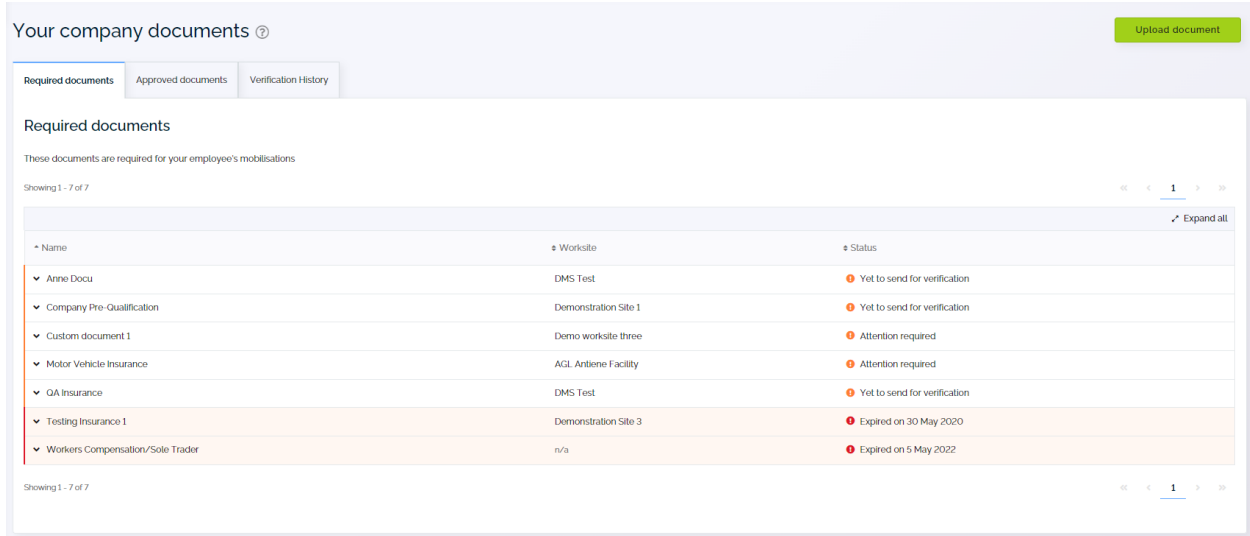 Your company documents
Upload document
Required documents Approved documents Verification History
Required documents
These documents are required for your employee's mobilisations
Showing 1 - 7 of 7 « < 1 > »
Expand all
Name Worksite Status
Anne Docu DMS Test Yet to send for verification
Company Pre-Qualification Demonstration Site 1 Yet to send for verification
Custom document 1 Demo worksite three Attention required
Motor Vehicle Insurance AGL Antiene Facility Attention required
QA Insurance DMS Test Yet to send for verification
Testing Insurance 1 Demonstration Site 3 Expired on 30 May 2020
Workers Compensation/Sole Trader n/a Expired on 5 May 2022
Showing 1 - 7 of 7 « < 1 > »